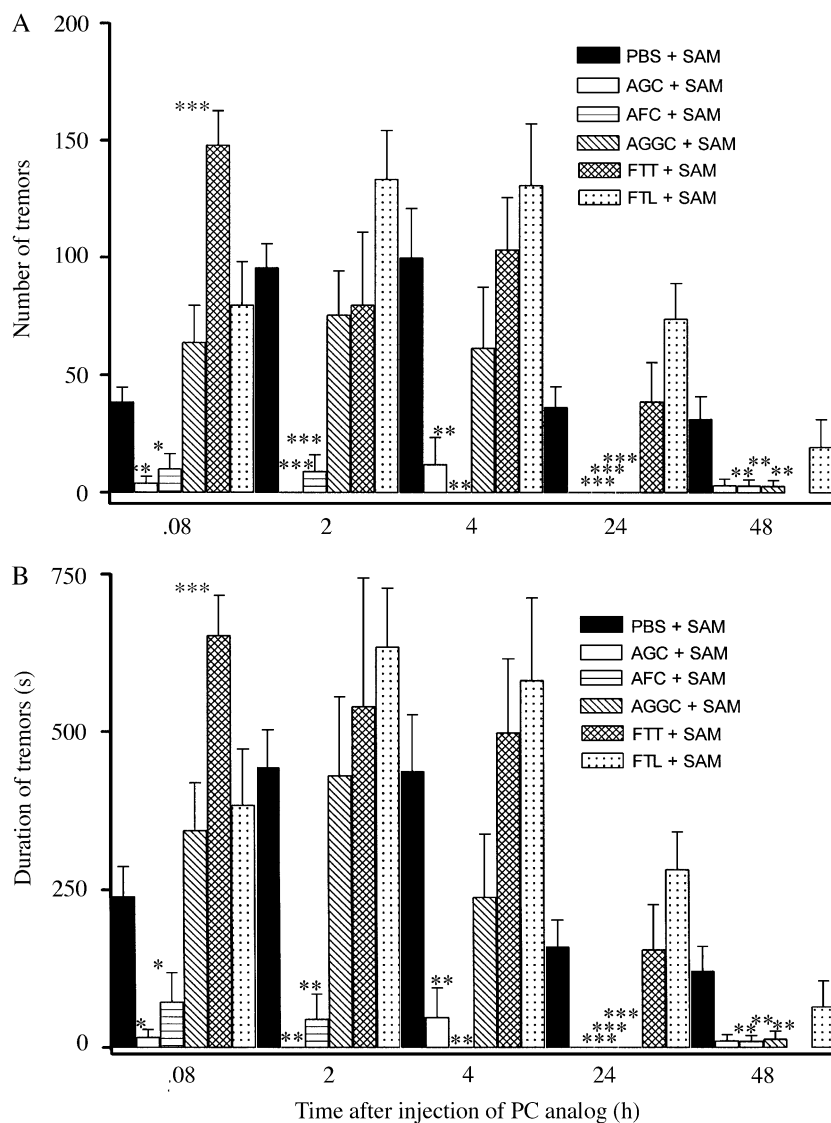 A
200
150
100
50
0
Number of tremors
PBS + SAM
AGC + SAM
AFC + SAM
AGGC + SAM
FTT + SAM
FTL + SAM
***
**
*
***
***
**
**
***
***
***
**
**
**
.08
2
4
24
48
B
750
500
250
0
Duration of tremors (s)
PBS + SAM
AGC + SAM
AFC + SAM
AGGC + SAM
FTT + SAM
FTL + SAM
***
*
*
**
**
**
**
***
***
***
**
**
**
.08
2
4
24
48
Time after injection of PC analog (h)